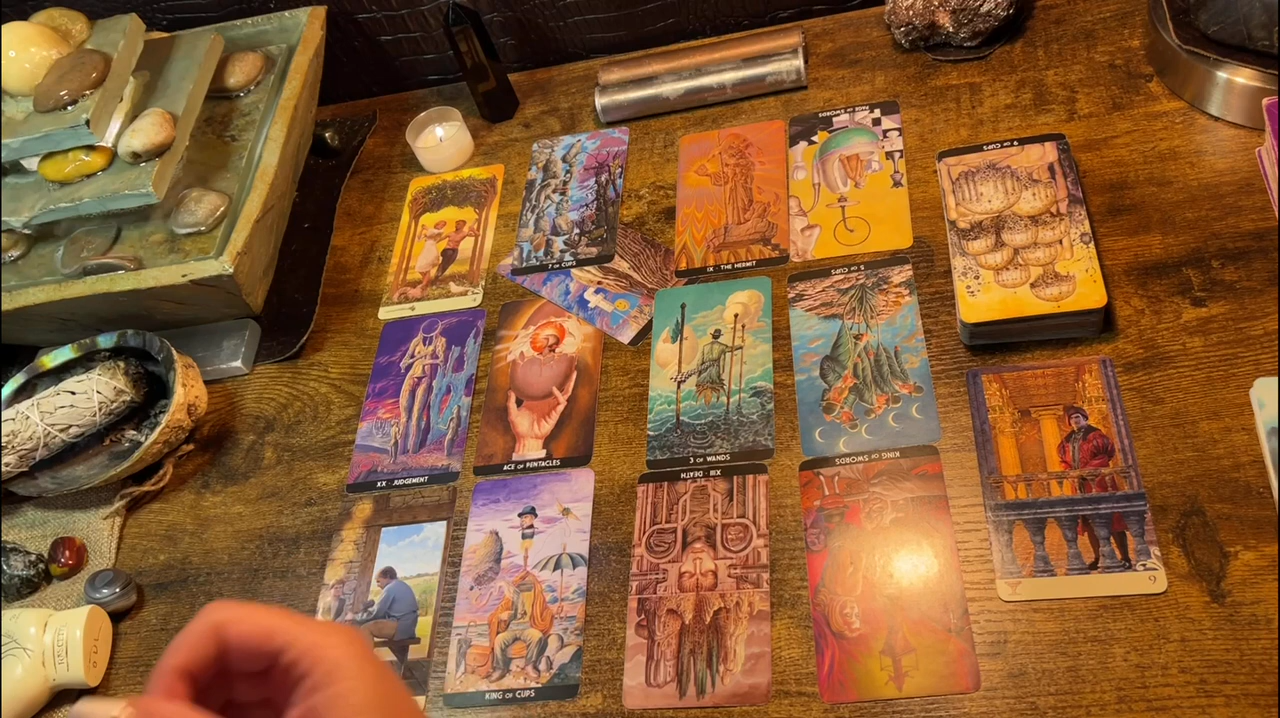 PAGE OF SWORDS
9 OF CUPS
7 OF CUPS
IX · THE HERMIT
5 OF CUPS
XX · JUDGEMENT
ACE OF PENTACLES
3 OF WANDS
XIII · DEATH
KING OF SWORDS
KING OF CUPS
9